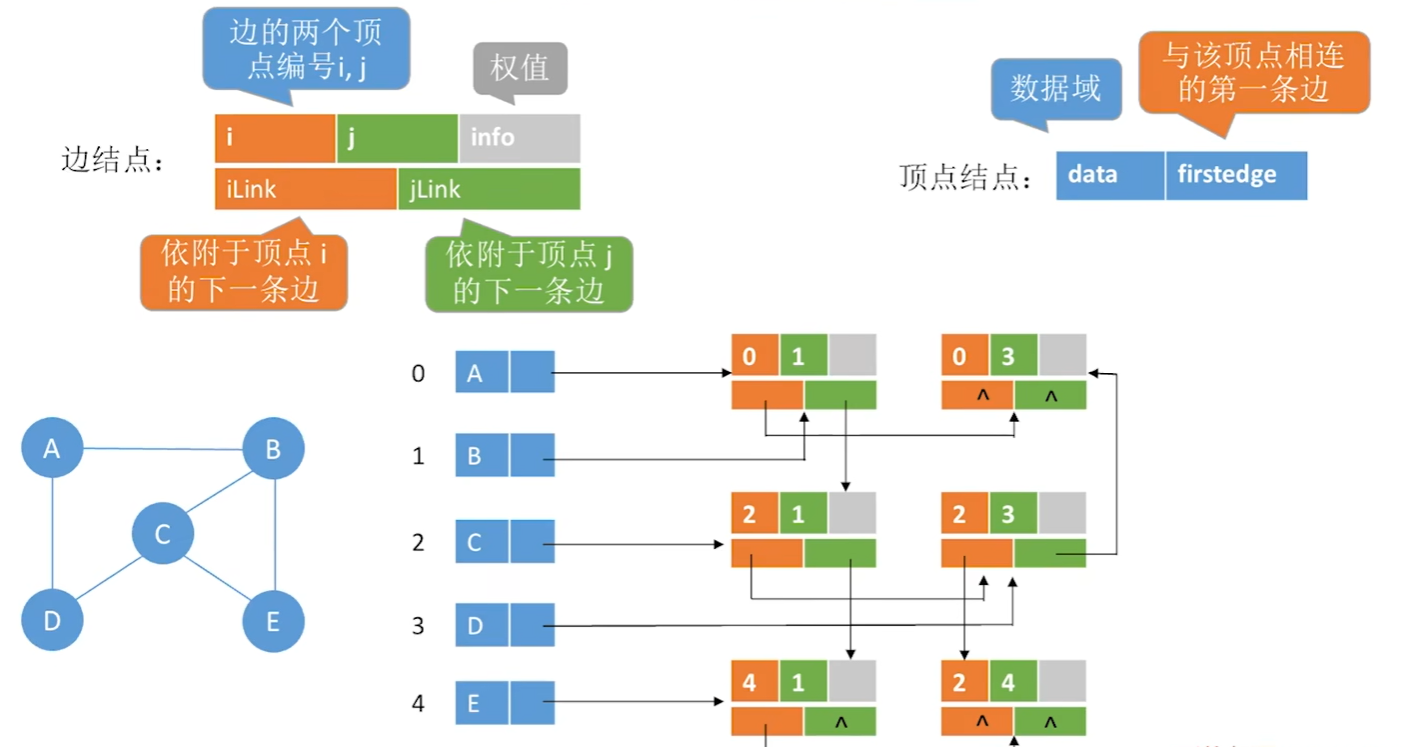 边的两个顶
点编号i, j
权值
数据域
与该顶点相连
的第一条边
边结点：
i j info
iLink jLink
顶点结点：
data firstedge
依附于顶点 i
的下一条边
依附于顶点 j
的下一条边
0 A
0 1
0 3
^ ^
1 B
A B
2 C
2 1
2 3
C
3 D
D E
4 E
4 1
^
2 4
^ ^